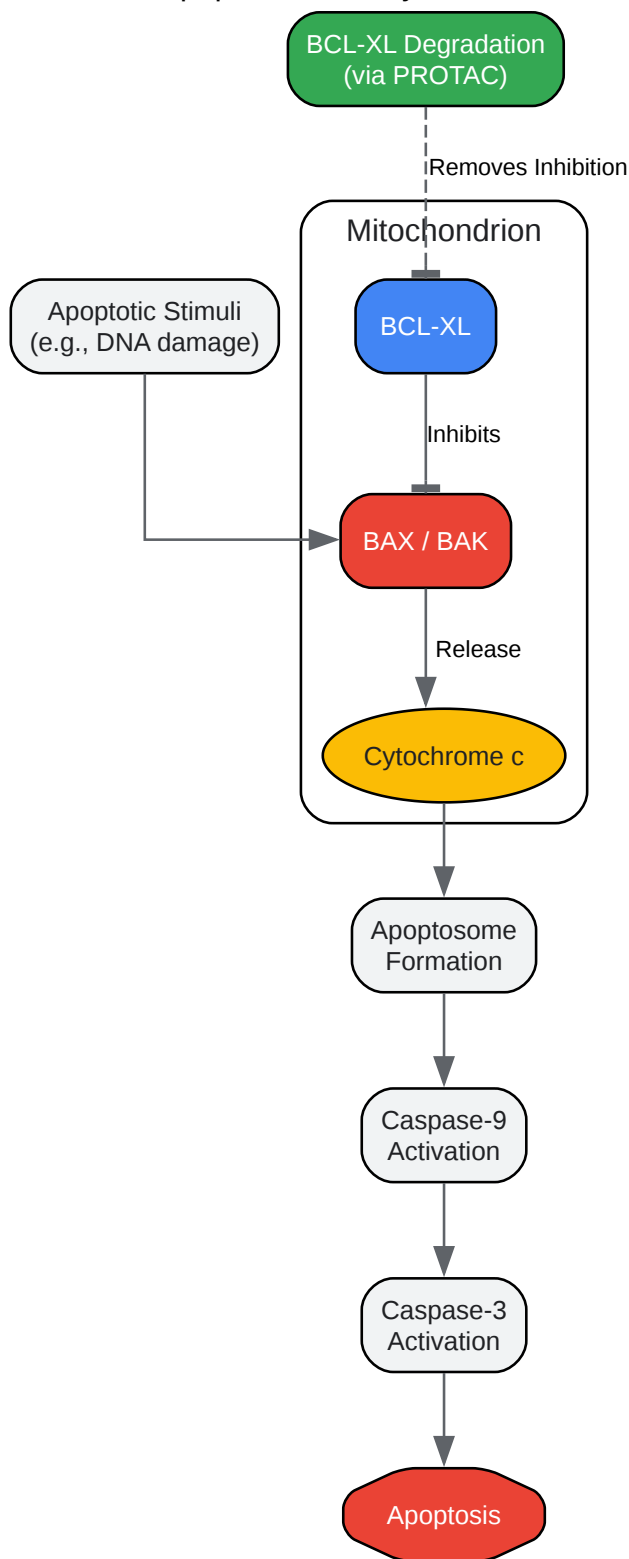 BCL-XL Degradation
(via PROTAC)
Removes Inhibition
Mitochondrion
Apoptotic Stimuli
(e.g., DNA damage)
BCL-XL
Inhibits
BAX / BAK
Release
Cytochrome c
Apoptosome
Formation
Caspase-9
Activation
Caspase-3
Activation
Apoptosis